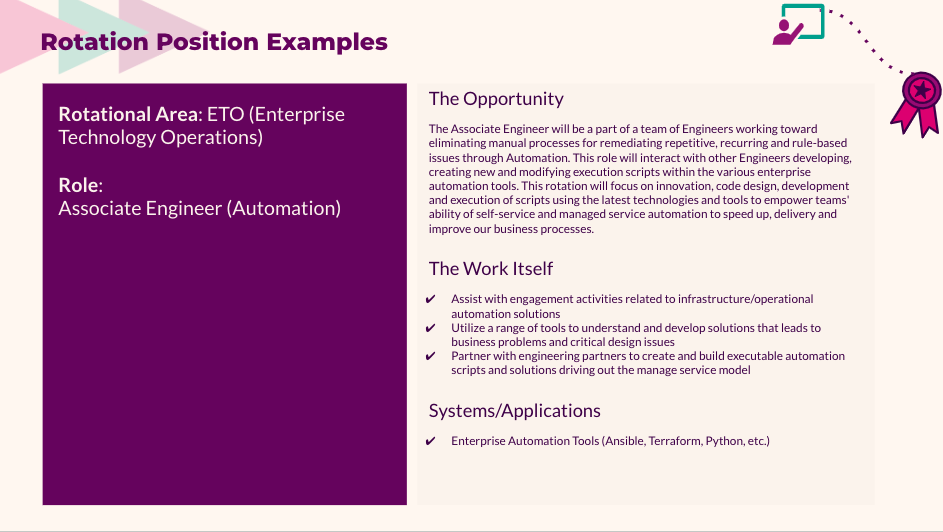 Rotation Position Examples
Rotational Area: ETO (Enterprise
Technology Operations)
Role:
Associate Engineer (Automation)
The Opportunity
The Associate Engineer will be a part of a team of Engineers working toward
eliminating manual processes for remediating repetitive, recurring and rule-based
issues through Automation. This role will interact with other Engineers developing,
creating new and modifying execution scripts within the various enterprise
automation tools. This rotation will focus on innovation, code design, development
and execution of scripts using the latest technologies and tools to empower teams'
ability of self-service and managed service automation to speed up, delivery and
improve our business processes.
The Work Itself
✔ Assist with engagement activities related to infrastructure/operational
automation solutions
✔ Utilize a range of tools to understand and develop solutions that leads to
business problems and critical design issues
✔ Partner with engineering partners to create and build executable automation
scripts and solutions driving out the manage service model
Systems/Applications
✔ Enterprise Automation Tools (Ansible, Terraform, Python, etc.)